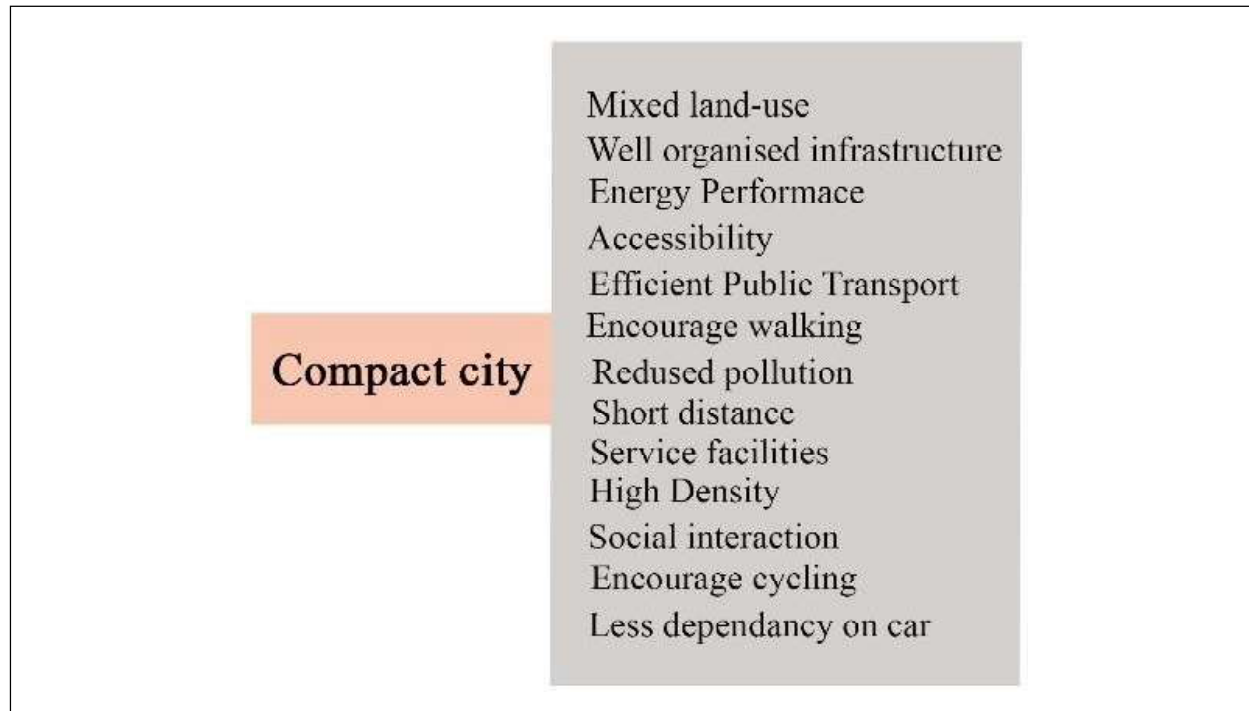 Compact city
Mixed land-use
Well organised infrastructure
Energy Performace
Accessibility
Efficient Public Transport
Encourage walking
Redused pollution
Short distance
Service facilities
High Density
Social interaction
Encourage cycling
Less dependancy on car